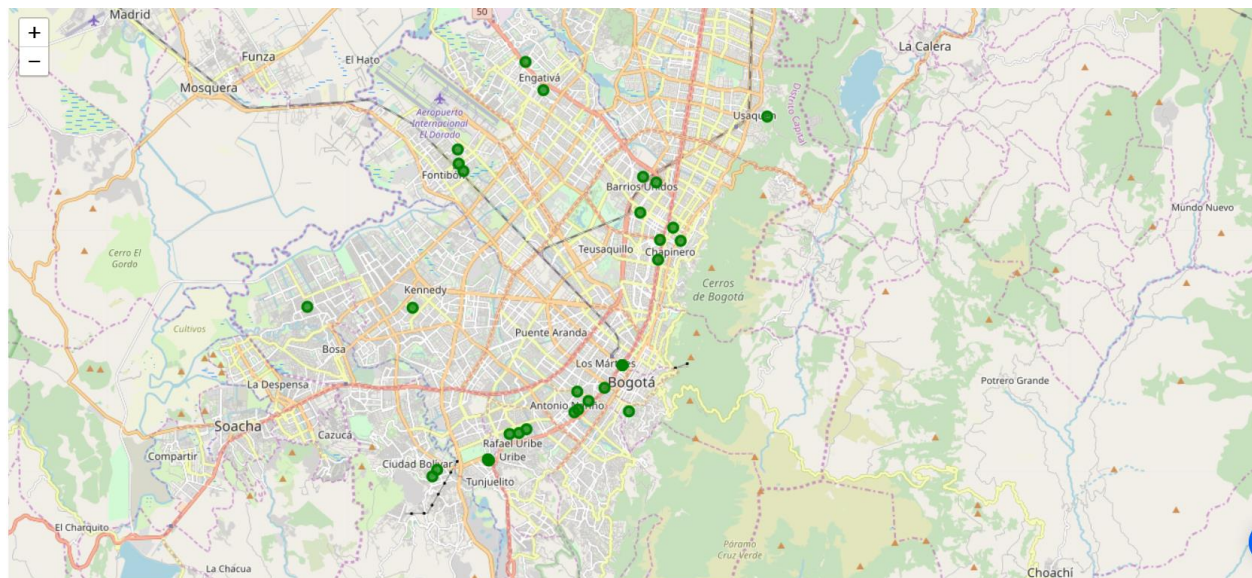 +
−
Madrid
50
La Calera
Funza
El Hato
Engativá
Mosquera
Aeropuerto
Internacional
El Dorado
Distrito Capital
Fontibón
Barrios Unidos
Mundo Nuevo
Cerro El
Gordo
Teusaquillo
Chapinero
Kennedy
Cerros
de Bogotá
Cultivos
Puente Aranda
Bosa
Los Mártires
La Despensa
Bogotá
Potrero Grande
Antonio Nariño
Soacha
Cazucá
Rafael Uribe
Uribe
Compartir
Ciudad Bolívar
Tunjuelito
El Charquito
Páramo
Cruz Verde
La Chacua
Choachí